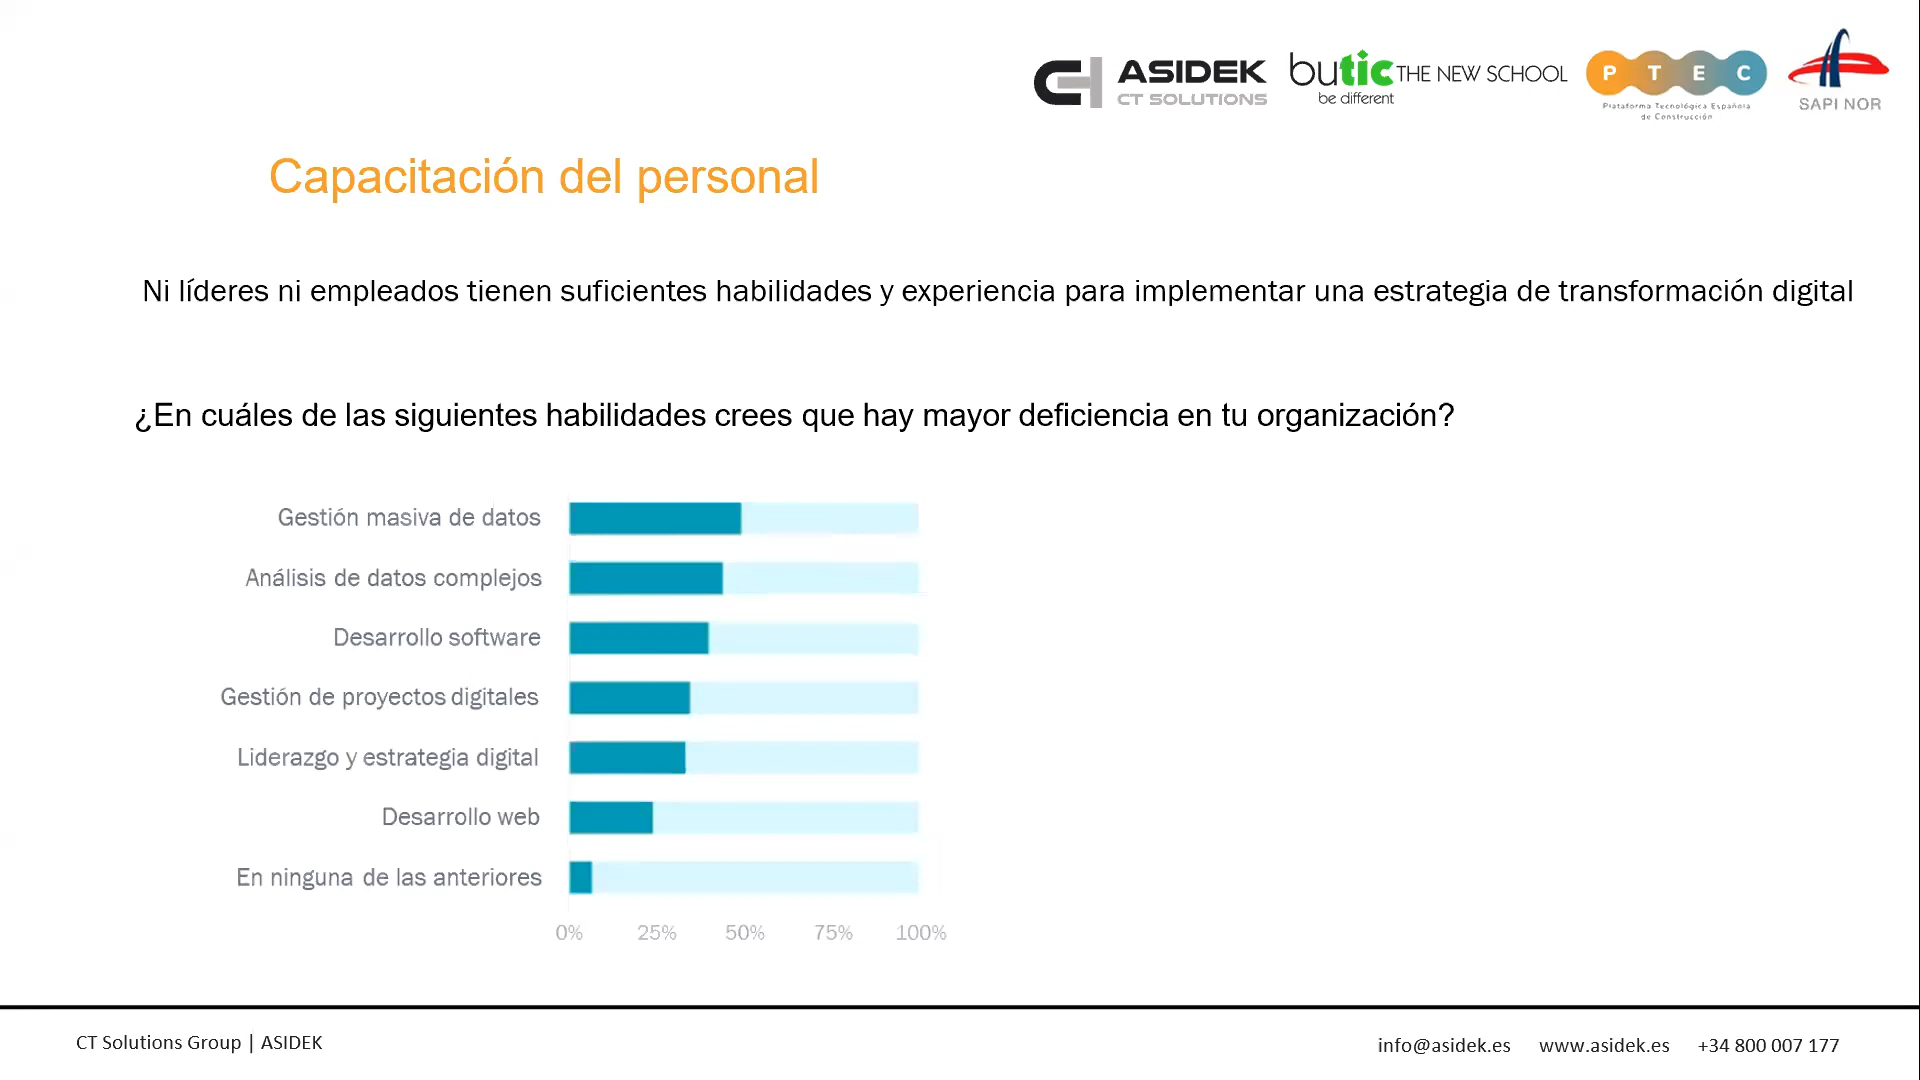 ASIDEK
CT SOLUTIONS
butic THE NEW SCHOOL
be different
P T E C
Plataforma Tecnológica Española
de Construcción
SAPI NOR
Capacitación del personal
Ni líderes ni empleados tienen suficientes habilidades y experiencia para implementar una estrategia de transformación digital
¿En cuáles de las siguientes habilidades crees que hay mayor deficiencia en tu organización?
Gestión masiva de datos
Análisis de datos complejos
Desarrollo software
Gestión de proyectos digitales
Liderazgo y estrategia digital
Desarrollo web
En ninguna de las anteriores
0% 25% 50% 75% 100%
CT Solutions Group | ASIDEK
info@asidek.es www.asidek.es +34 800 007 177